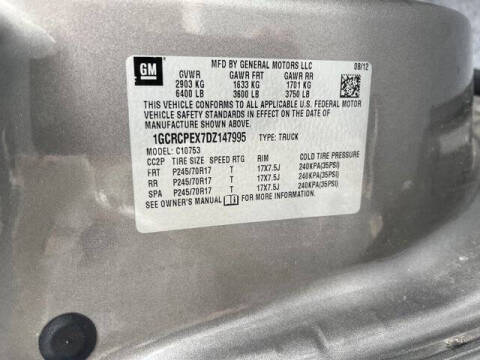 GM
MFD BY GENERAL MOTORS LLC 08/12
GVWR GAWR FRT GAWR RR
2903 KG 1633 KG 1701 KG
6400 LB 3600 LB 3750 LB
THIS VEHICLE CONFORMS TO ALL APPLICABLE U.S. FEDERAL MOTOR
VEHICLE SAFETY STANDARDS IN EFFECT ON THE DATE OF
MANUFACTURE SHOWN ABOVE.
1GCRCPEX7DZ147995 TYPE: TRUCK
MODEL: C10753
CC2P TIRE SIZE SPEED RTG RIM COLD TIRE PRESSURE
FRT P245/70R17 T 17X7.5J 240KPA(35PSI)
RR P245/70R17 T 17X7.5J 240KPA(35PSI)
SPA P245/70R17 T 17X7.5J 240KPA(35PSI)
SEE OWNER'S MANUAL FOR MORE INFORMATION.